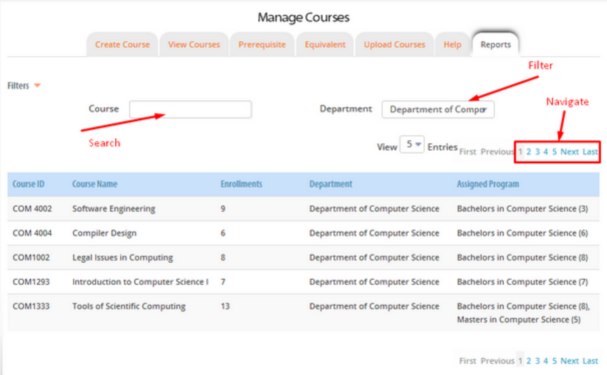 Manage Courses
Create Course View Courses Prerequisite Equivalent Upload Courses Help Reports
Filter
Filters
Navigate
Course Department Department of Compu
Search
View 5 Entries First Previous 1 2 3 4 5 Next Last
Course ID Course Name Enrollments Department Assigned Program
COM 4002 Software Engineering 9 Department of Computer Science Bachelors in Computer Science (3)
COM 4004 Compiler Design 6 Department of Computer Science Bachelors in Computer Science (6)
COM1002 Legal Issues in Computing 8 Department of Computer Science Bachelors in Computer Science (8)
COM1293 Introduction to Computer Science I 7 Department of Computer Science Bachelors in Computer Science (7)
COM1333 Tools of Scientific Computing 13 Department of Computer Science Bachelors in Computer Science (8),
Masters in Computer Science (5)
First Previous 1 2 3 4 5 Next Last